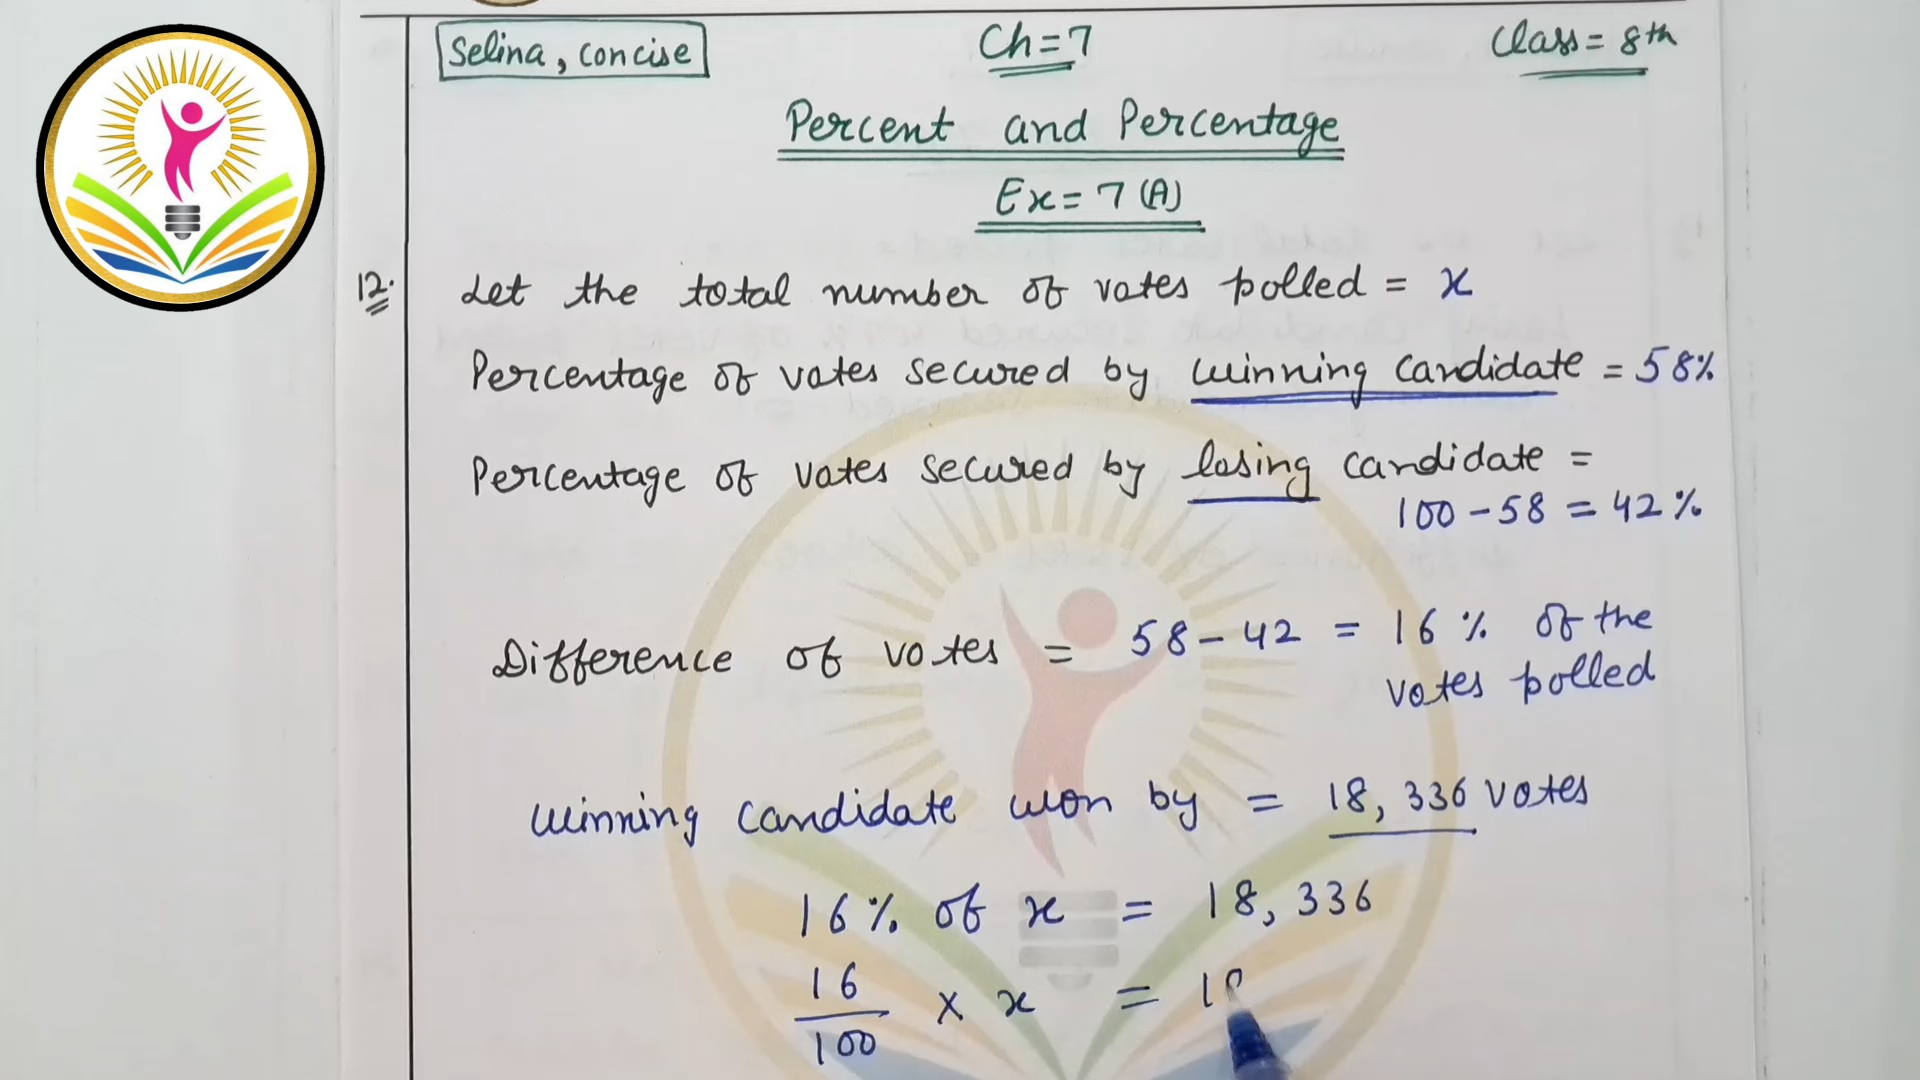 Selina, concise
Ch=7
Class= 8th
Percent and Percentage
Ex= 7(A)
12. Let the total number of votes polled = x
Percentage of votes secured by winning candidate = 58%
Percentage of votes secured by losing candidate =
100-58 = 42%
Difference of votes = 58-42 = 16% of the
votes polled
winning candidate won by = 18,336 votes
16% of x = 18,336
16/100 × x = 18